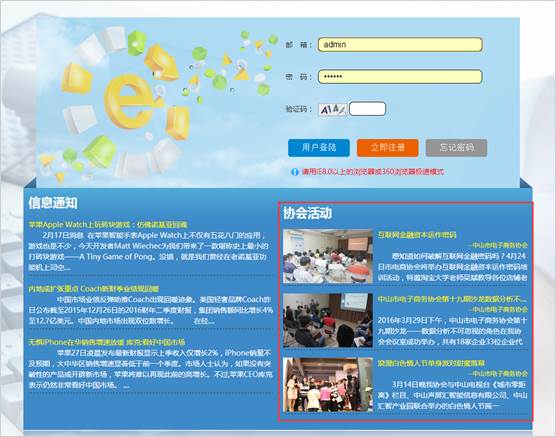 邮 箱：
admin
密 码：
••••••
验证码：
用户登陆
立即注册
忘记密码
请用IE8.0以上的浏览器或360浏览器极速模式
信息通知
苹果Apple Watch上玩砖块游戏：仿佛诺基亚回魂
2月17日消息 在苹果智能手表Apple Watch上不仅有五花八门的应用，
游戏也是不少，今天开发者Matt Wiechec为我们带来了一款堪称史上最小的
打砖块游戏——A Tiny Game of Pong。没错，就是我们曾经在老诺基亚功
能机上司空...
内地成扩张重点 Coach新财季业绩现回暖
中国市场业绩反弹助推Coach出现回暖迹象。美国轻奢品牌Coach昨
日公布截至2015年12月26日的2016财年二季度财报，集团销售额同比增长4%
至12.7亿美元。中国内地市场出现双位数增长。 在经...
无惧iPhone在华销售增速放缓 库克:看好中国
苹果27日凌晨发布最新财报显示上季收入仅增长2%，iPhone销量不
及预期，大中华区销售增速显著低于前一个季度。市场人士认为，如果没有突
破性的产品或开辟新市场，苹果将难以再现此前的高增长。不过,苹果CEO库克
表示仍然非常看好中国市场。 ...
协会活动
互联网金融资本运作密码
--中山市电子商务协会
想知道如何破解互联网金融密码吗？4月24
日市电商协会将举办互联网金融资本运作密码培
训活动，特邀淘金大学老师吴斌教导各位店铺老
中山市电子商务协会第十九期沙龙数据分析不...
--中山市电子商务协会
2016年3月29日下午，中山市电子商务协会第十
九期沙龙——数据分析不可忽视的角色在我协
会会议室成功举办，共有18家企业33位企业代
浪漫白色情人节单身派对甜蜜落幕
--中山市电子商务协会
3月14日晚我协会与中山电视台《城市零距
离》栏目、中山声屏汇智能信息有限公司、中山
汇智产业园联合举办的白色情人节摇一